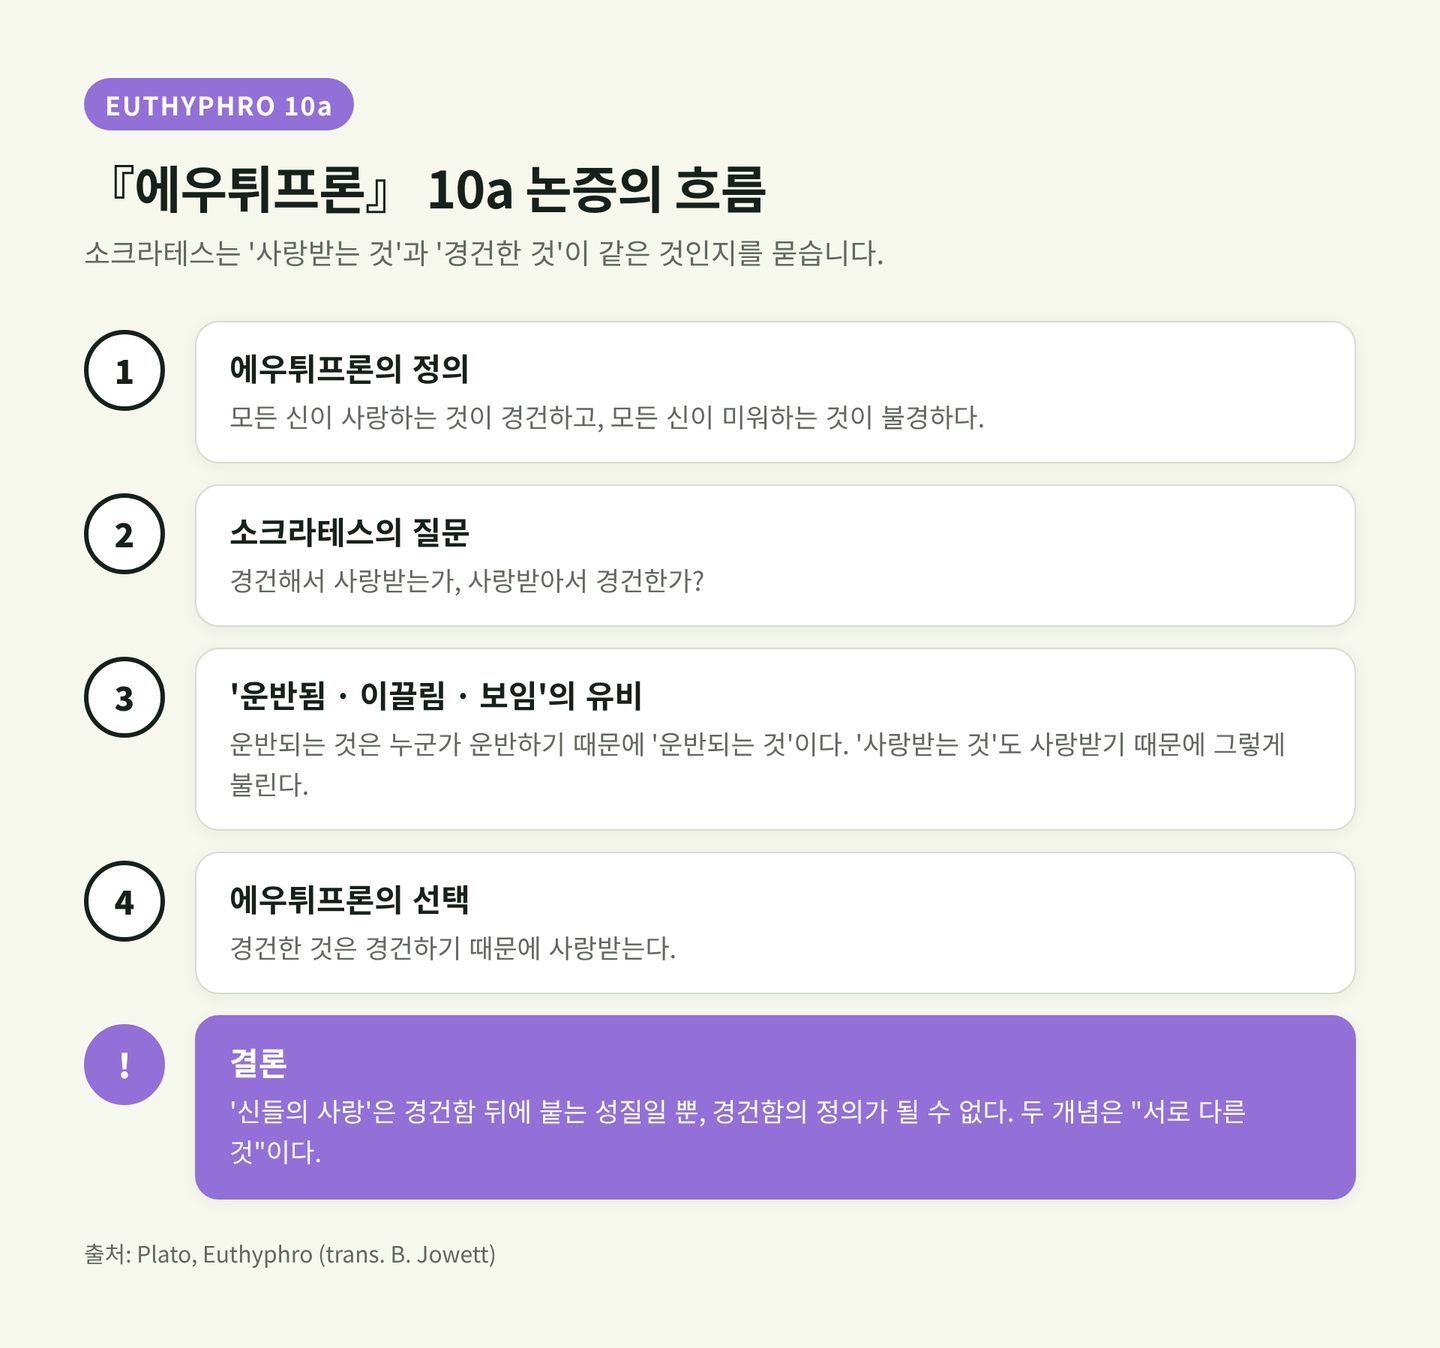 EUTHYPHRO 10a
『에우튀프론』 10a 논증의 흐름
소크라테스는 '사랑받는 것'과 '경건한 것'이 같은 것인지를 묻습니다.
1
에우튀프론의 정의
모든 신이 사랑하는 것이 경건하고, 모든 신이 미워하는 것이 불경하다.
2
소크라테스의 질문
경건해서 사랑받는가, 사랑받아서 경건한가?
3
'운반됨 · 이끌림 · 보임'의 유비
운반되는 것은 누군가 운반하기 때문에 '운반되는 것'이다. '사랑받는 것'도 사랑받기 때문에 그렇게
불린다.
4
에우튀프론의 선택
경건한 것은 경건하기 때문에 사랑받는다.
!
결론
'신들의 사랑'은 경건함 뒤에 붙는 성질일 뿐, 경건함의 정의가 될 수 없다. 두 개념은 "서로 다른
것"이다.
출처: Plato, Euthyphro (trans. B. Jowett)